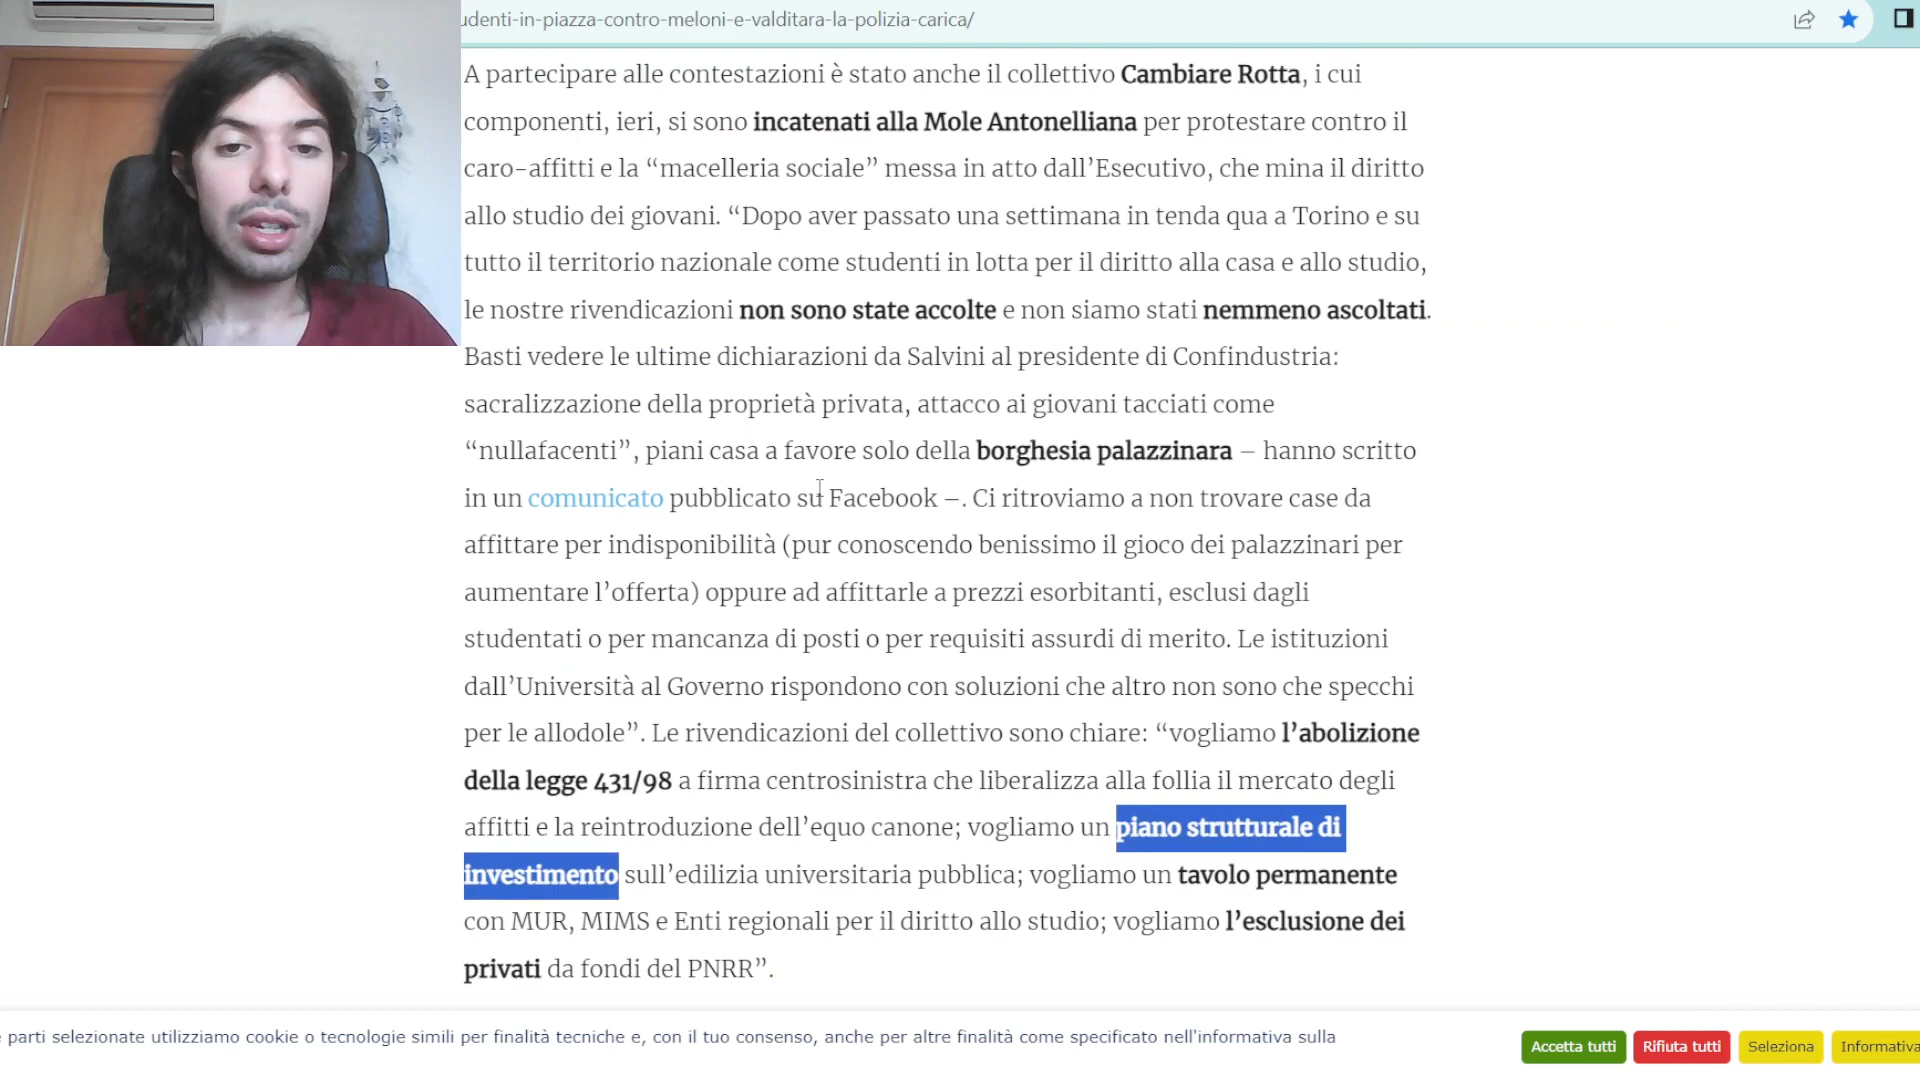 udenti-in-piazza-contro-meloni-e-valditara-la-polizia-carica/
A partecipare alle contestazioni è stato anche il collettivo Cambiare Rotta, i cui
componenti, ieri, si sono incatenati alla Mole Antonelliana per protestare contro il
caro-affitti e la “macelleria sociale” messa in atto dall’Esecutivo, che mina il diritto
allo studio dei giovani. “Dopo aver passato una settimana in tenda qua a Torino e su
tutto il territorio nazionale come studenti in lotta per il diritto alla casa e allo studio,
le nostre rivendicazioni non sono state accolte e non siamo stati nemmeno ascoltati.
Basti vedere le ultime dichiarazioni da Salvini al presidente di Confindustria:
sacralizzazione della proprietà privata, attacco ai giovani tacciati come
“nullafacenti”, piani casa a favore solo della borghesia palazzinara – hanno scritto
in un comunicato pubblicato su Facebook –. Ci ritroviamo a non trovare case da
affittare per indisponibilità (pur conoscendo benissimo il gioco dei palazzinari per
aumentare l’offerta) oppure ad affittarle a prezzi esorbitanti, esclusi dagli
studentati o per mancanza di posti o per requisiti assurdi di merito. Le istituzioni
dall’Università al Governo rispondono con soluzioni che altro non sono che specchi
per le allodole”. Le rivendicazioni del collettivo sono chiare: “vogliamo l’abolizione
della legge 431/98 a firma centrosinistra che liberalizza alla follia il mercato degli
affitti e la reintroduzione dell’equo canone; vogliamo un piano strutturale di
investimento sull’edilizia universitaria pubblica; vogliamo un tavolo permanente
con MUR, MIMS e Enti regionali per il diritto allo studio; vogliamo l’esclusione dei
privati da fondi del PNRR”.
e parti selezionate utilizziamo cookie o tecnologie simili per finalità tecniche e, con il tuo consenso, anche per altre finalità come specificato nell'informativa sulla
Accetta tutti
Rifiuta tutti
Seleziona
Informativa